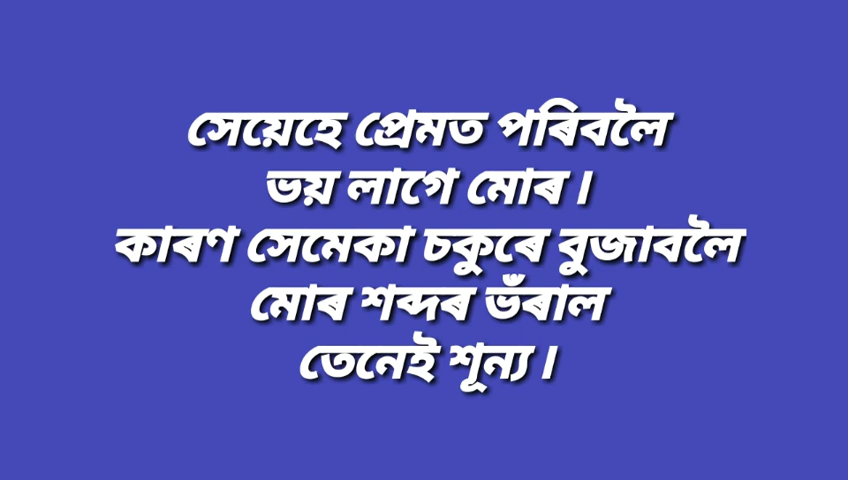 সেয়েহে প্ৰেমত পৰিবলৈ
ভয় লাগে মোৰ।
কাৰণ সেমেকা চকুৰে বুজাবলৈ
মোৰ শব্দৰ ভঁৰাল
তেনেই শূন্য।